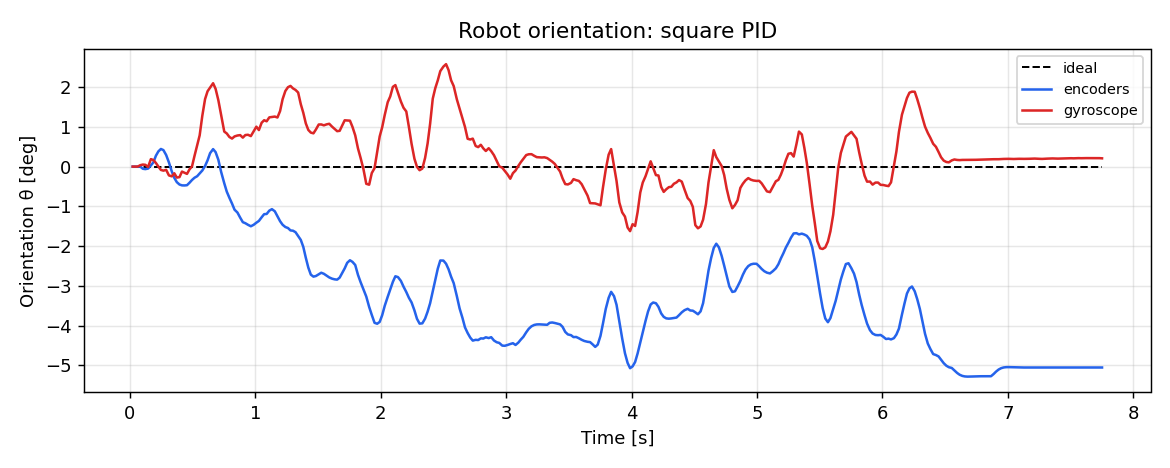 Robot orientation: square PID
Orientation θ [deg]
2
1
0
−1
−2
−3
−4
−5
ideal
encoders
gyroscope
0 1 2 3 4 5 6 7 8
Time [s]